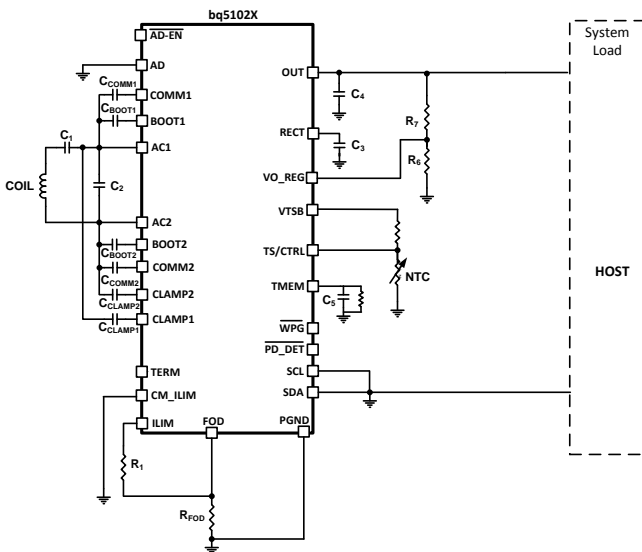 bq5102X
AD-EN
AD
COMM1
BOOT1
AC1
AC2
BOOT2
COMM2
CLAMP2
CLAMP1
TERM
CM_ILIM
ILIM
FOD
PGND
OUT
RECT
VO_REG
VTSB
TS/CTRL
TMEM
WPG
PD_DET
SCL
SDA
COIL
C1
C2
CCOMM1
CBOOT1
CBOOT2
CCOMM2
CCLAMP2
CCLAMP1
R1
RFOD
C4
C3
R7
R6
NTC
C5
System
Load
HOST